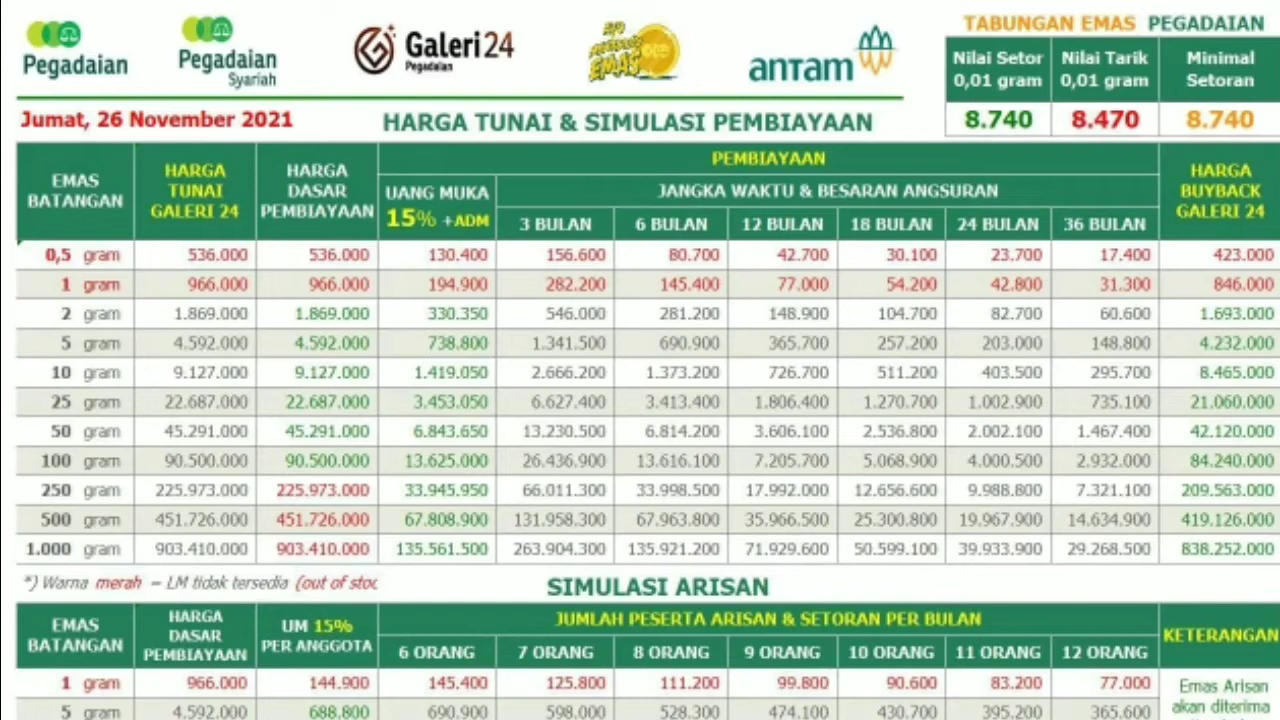 Pegadaian
Pegadaian Syariah
Galeri 24
Pegadaian
EMAS
antam
TABUNGAN EMAS PEGADAIAN
Nilai Setor 0,01 gram Nilai Tarik 0,01 gram Minimal Setoran
8.740 8.470 8.740
Jumat, 26 November 2021
HARGA TUNAI & SIMULASI PEMBIAYAAN
EMAS BATANGAN HARGA TUNAI GALERI 24 HARGA DASAR PEMBIAYAAN PEMBIAYAAN HARGA BUYBACK GALERI 24
UANG MUKA 15% +ADM JANGKA WAKTU & BESARAN ANGSURAN
3 BULAN 6 BULAN 12 BULAN 18 BULAN 24 BULAN 36 BULAN
0,5 gram 536.000 536.000 130.400 156.600 80.700 42.700 30.100 23.700 17.400 423.000
1 gram 966.000 966.000 194.900 282.200 145.400 77.000 54.200 42.800 31.300 846.000
2 gram 1.869.000 1.869.000 330.350 546.000 281.200 148.900 104.700 82.700 60.600 1.693.000
5 gram 4.592.000 4.592.000 738.800 1.341.500 690.900 365.700 257.200 203.000 148.800 4.232.000
10 gram 9.127.000 9.127.000 1.419.050 2.666.200 1.373.200 726.700 511.200 403.500 295.700 8.465.000
25 gram 22.687.000 22.687.000 3.453.050 6.627.400 3.413.400 1.806.400 1.270.700 1.002.900 735.100 21.060.000
50 gram 45.291.000 45.291.000 6.843.650 13.230.500 6.814.200 3.606.100 2.536.800 2.002.100 1.467.400 42.120.000
100 gram 90.500.000 90.500.000 13.625.000 26.436.900 13.616.100 7.205.700 5.068.900 4.000.500 2.932.000 84.240.000
250 gram 225.973.000 225.973.000 33.945.950 66.011.300 33.998.500 17.992.000 12.656.600 9.988.800 7.321.100 209.563.000
500 gram 451.726.000 451.726.000 67.808.900 131.958.300 67.963.800 35.966.500 25.300.800 19.967.900 14.634.900 419.126.000
1.000 gram 903.410.000 903.410.000 135.561.500 263.904.300 135.921.200 71.929.600 50.599.100 39.933.900 29.268.500 838.252.000
*) Warna merah = LM tidak tersedia (out of stoc
SIMULASI ARISAN
EMAS BATANGAN HARGA DASAR PEMBIAYAAN UM 15% PER ANGGOTA JUMLAH PESERTA ARISAN & SETORAN PER BULAN KETERANGAN
6 ORANG 7 ORANG 8 ORANG 9 ORANG 10 ORANG 11 ORANG 12 ORANG
1 gram 966.000 144.900 145.400 125.800 111.200 99.800 90.600 83.200 77.000 Emas Arisan
5 gram 4.592.000 688.800 690.900 598.000 528.300 474.100 430.700 395.200 365.600 akan diterima